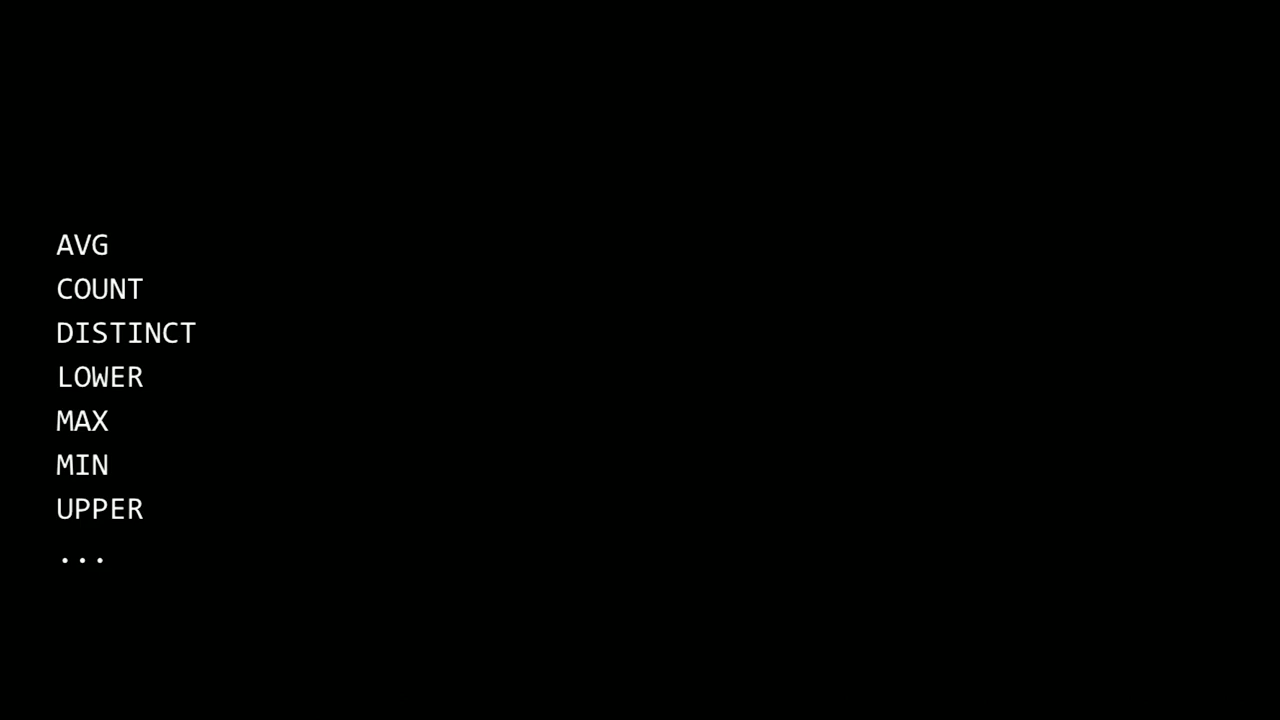 AVG
COUNT
DISTINCT
LOWER
MAX
MIN
UPPER
...